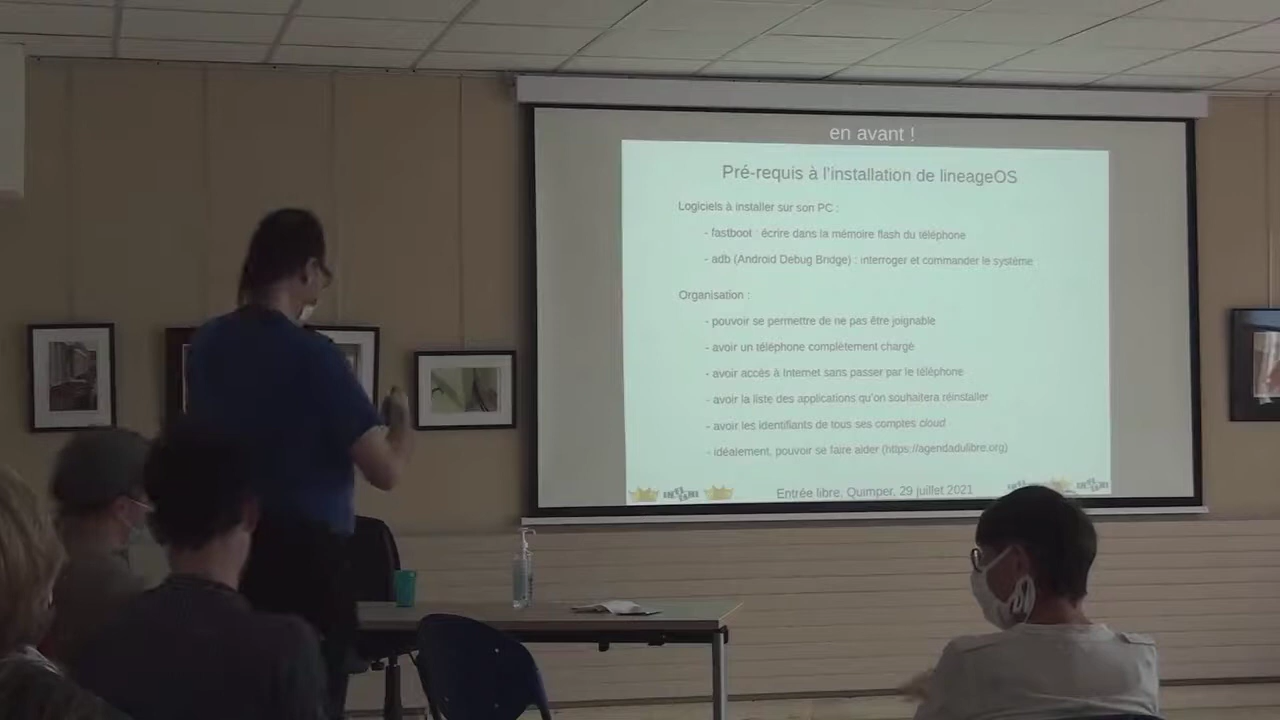 en avant !
Pré-requis à l'installation de lineageOS
Logiciels à installer sur son PC :
- fastboot : écrire dans la mémoire flash du téléphone
- adb (Android Debug Bridge) : interroger et commander le système
Organisation :
- pouvoir se permettre de ne pas être joignable
- avoir un téléphone complètement chargé
- avoir accès à Internet sans passer par le téléphone
- avoir la liste des applications qu'on souhaitera réinstaller
- avoir les identifiants de tous ses comptes cloud
- idéalement, pouvoir se faire aider (https://agendadulibre.org)
Entrée libre, Quimper, 29 juillet 2021